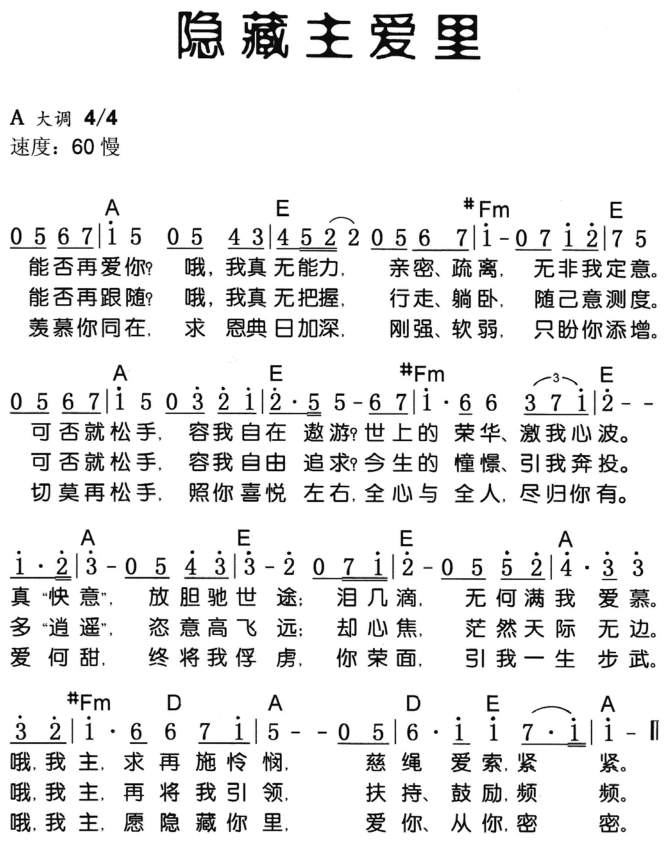 隐藏主爱里
A 大调 4/4
速度：60 慢
A E #Fm E
0 5 6 7 | i 5 0 5 4 3 | 4 5 2 2 0 5 6 7 | i - 0 7 i 2 | 7 5
能否再爱你？ 哦，我真无能力， 亲密、疏离， 无非我定意。
能否再跟随？ 哦，我真无把握， 行走、躺卧， 随己意测度。
羡慕你同在， 求 恩典日加深， 刚强、软弱， 只盼你添增。
A E #Fm E
0 5 6 7 | i 5 0 3 2 i | 2 · 5 5 - 6 7 | i · 6 6 3 7 i | 2 - -
可否就松手， 容我自在 遨游？世上的 荣华、激我心波。
可否就松手， 容我自由 追求？今生的 憧憬、引我奔投。
切莫再松手， 照你喜悦 左右，全心与 全人，尽归你有。
A E E A
i · 2 | 3 - 0 5 4 3 | 3 - 2 0 7 i | 2 - 0 5 5 2 | 4 · 3 3
真“快意”， 放胆驰世 途；泪几滴， 无何满我 爱慕。
多“逍遥”， 恣意高飞 远；却心焦， 茫然天际 无边。
爱何甜， 终将我俘 虏，你荣面， 引我一生 步武。
#Fm D A D E A
3 2 | i · 6 6 7 i | 5 - - 0 5 | 6 · i i 7 · i | i - ‖
哦，我主，求再施怜 悯， 慈绳 爱索，紧 紧。
哦，我主，再将我引 领， 扶持、鼓励，频 频。
哦，我主，愿隐藏你 里， 爱你、从你，密 密。